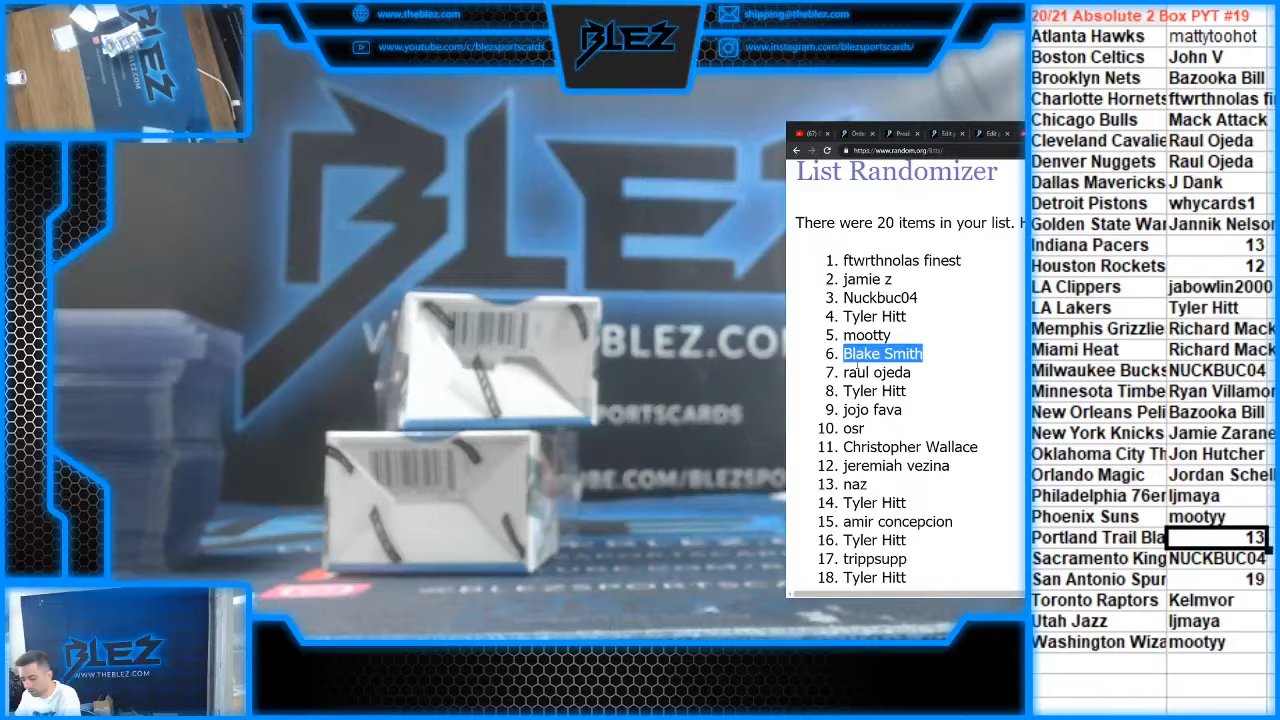 www.theblez.com
www.youtube.com/c/blezsportscards
BLEZ
shipping@theblez.com
www.instagram.com/blezsportscards/
20/21 Absolute 2 Box PYT #19
Atlanta Hawks mattytoohot
Boston Celtics John V
Brooklyn Nets Bazooka Bill
Charlotte Hornets ftwrthnolas fi
Chicago Bulls Mack Attack
Cleveland Cavalie Raul Ojeda
Denver Nuggets Raul Ojeda
Dallas Mavericks J Dank
Detroit Pistons whycards1
Golden State War Jannik Nelson
Indiana Pacers 13
Houston Rockets 12
LA Clippers jabowlin2000
LA Lakers Tyler Hitt
Memphis Grizzlie Richard Mack
Miami Heat Richard Mack
Milwaukee Bucks NUCKBUC04
Minnesota Timbe Ryan Villamor
New Orleans Peli Bazooka Bill
New York Knicks Jamie Zarane
Oklahoma City Th Jon Hutcher
Orlando Magic Jordan Schel
Philadelphia 76er ljmaya
Phoenix Suns mootyy
Portland Trail Bla 13
Sacramento King NUCKBUC04
San Antonio Spur 19
Toronto Raptors Kelmvor
Utah Jazz ljmaya
Washington Wiza mootyy
https://www.random.org/lists/
List Randomizer
There were 20 items in your list. H
1. ftwrthnolas finest
2. jamie z
3. Nuckbuc04
4. Tyler Hitt
5. mootty
6. Blake Smith
7. raul ojeda
8. Tyler Hitt
9. jojo fava
10. osr
11. Christopher Wallace
12. jeremiah vezina
13. naz
14. Tyler Hitt
15. amir concepcion
16. Tyler Hitt
17. trippsupp
18. Tyler Hitt
BLEZ
BLEZ
WWW.THEBLEZ.COM